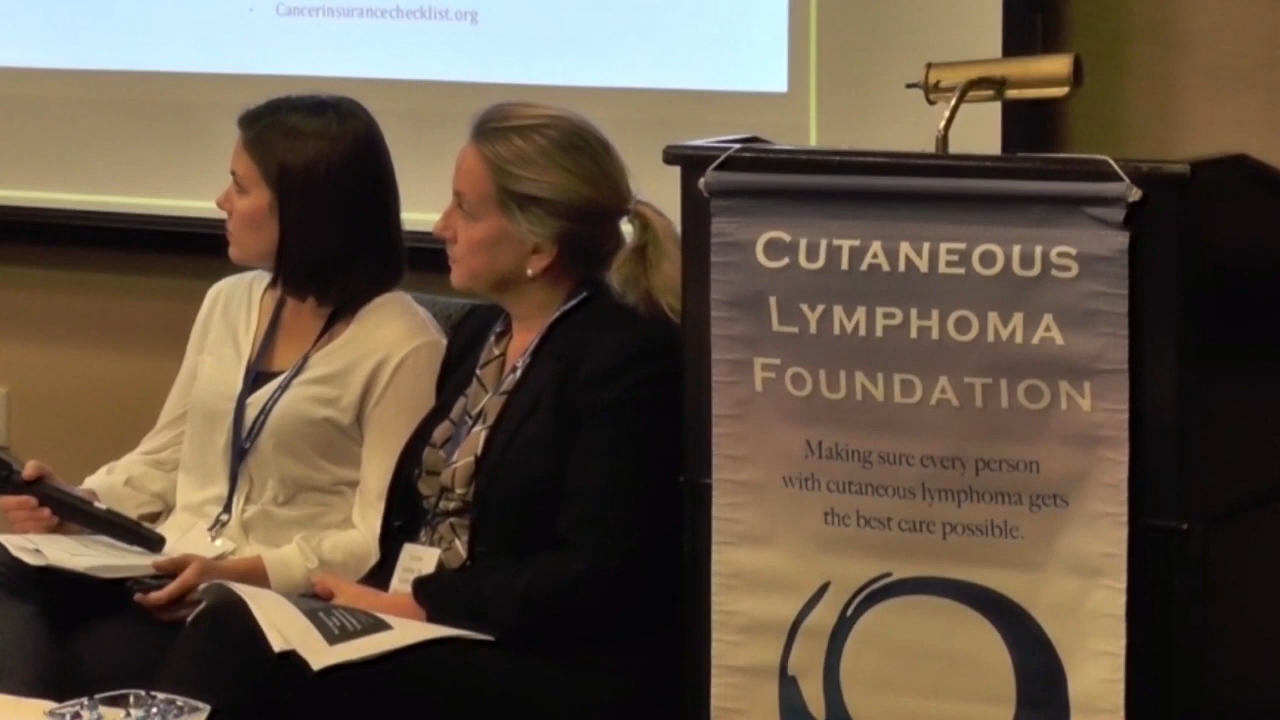 Cancerinsurancechecklist.org
CUTANEOUS
LYMPHOMA
FOUNDATION
Making sure every person
with cutaneous lymphoma gets
the best care possible.